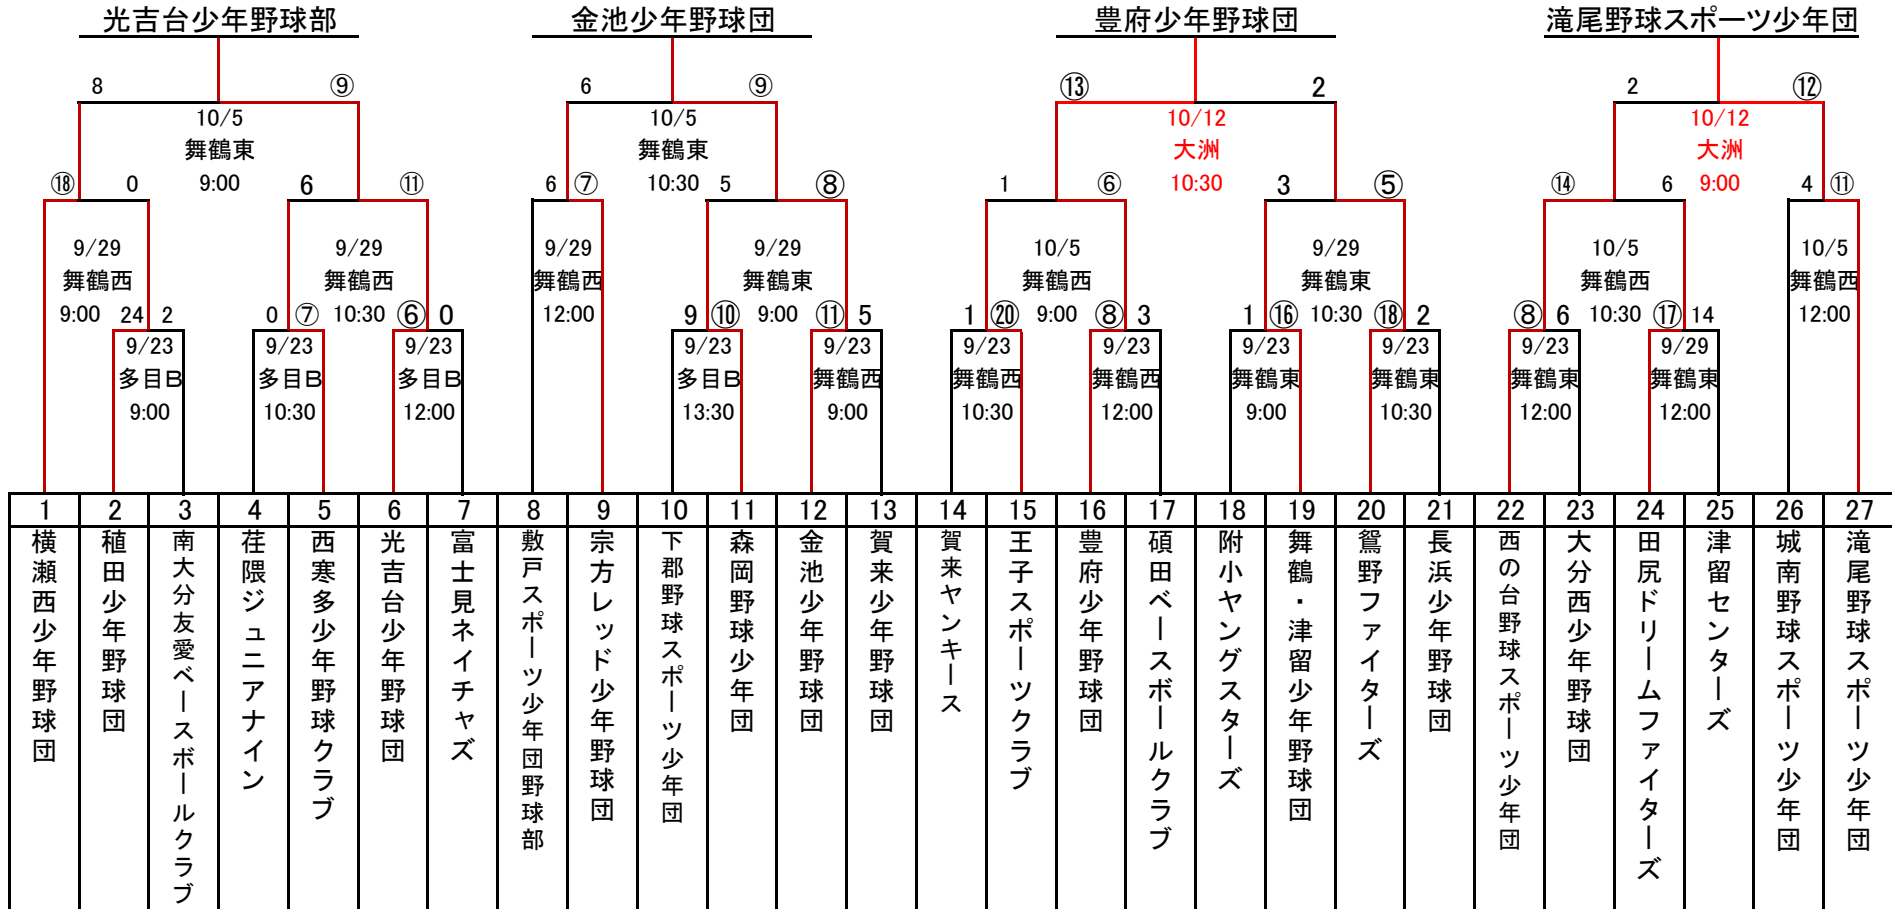 光吉台少年野球部 金池少年野球団 豊府少年野球団 滝尾野球スポーツ少年団
8 ⑨ 6 ⑨ ⑬ 2 2 ⑫
10/5 10/5 10/12 10/12
舞鶴東 舞鶴東 大洲 大洲
⑱ 0 9:00 6 ⑪ 6 ⑦ 10:30 5 ⑧ 1 ⑥ 10:30 3 ⑤ ⑭ 6 9:00 4 ⑪
9/29 9/29 9/29 9/29 10/5 9/29 10/5 10/5
舞鶴西 舞鶴西 舞鶴西 舞鶴東 舞鶴西 舞鶴東 舞鶴西 舞鶴西
9:00 24 2 0 ⑦ 10:30 ⑥ 0 12:00 9 ⑩ 9:00 ⑪ 5 1 ⑳ 9:00 ⑧ 3 1 ⑯ 10:30 ⑱ 2 ⑧ 6 10:30 ⑰ 14 12:00
9/23 9/23 9/23 9/23 9/23 9/23 9/23 9/23 9/23 9/23 9/29
多目B 多目B 多目B 多目B 舞鶴西 舞鶴西 舞鶴西 舞鶴東 舞鶴東 舞鶴東 舞鶴東
9:00 10:30 12:00 13:30 9:00 10:30 12:00 9:00 10:30 12:00 12:00
1 2 3 4 5 6 7 8 9 10 11 12 13 14 15 16 17 18 19 20 21 22 23 24 25 26 27
横瀬西少年野球団
稙田少年野球団
南大分友愛ベースボールクラブ
荏隈ジュニアナイン
西寒多少年野球クラブ
光吉台少年野球団
富士見ネイチャズ
敷戸スポーツ少年団野球部
宗方レッド少年野球団
下郡野球スポーツ少年団
森岡野球少年団
金池少年野球団
賀来少年野球団
賀来ヤンキース
王子スポーツクラブ
豊府少年野球団
碩田ベースボールクラブ
附小ヤングスターズ
舞鶴・津留少年野球団
鴛野ファイターズ
長浜少年野球団
西の台野球スポーツ少年団
大分西少年野球団
田尻ドリームファイターズ
津留センターズ
城南野球スポーツ少年団
滝尾野球スポーツ少年団